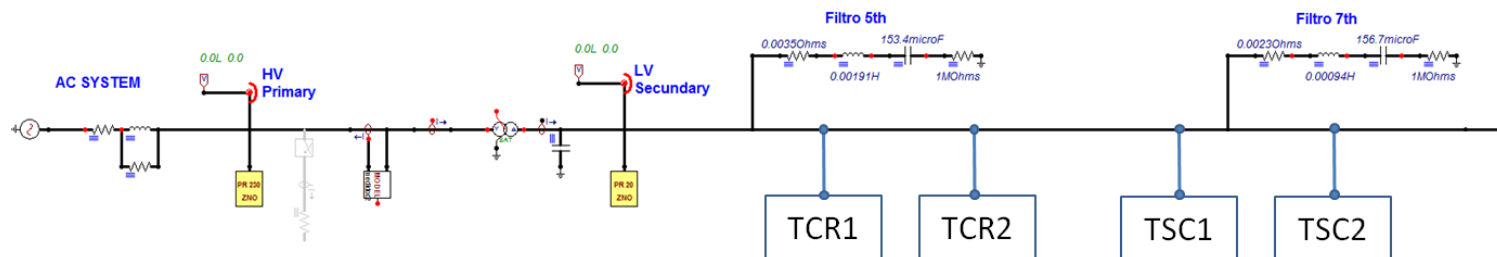 Filtro 5th
Filtro 7th
0.0035Ohms
153.4microF
0.00191H
1MOhms
0.0023Ohms
156.7microF
0.00094H
1MOhms
0.0L 0.0
0.0L 0.0
AC SYSTEM
HV
Primary
LV
Secundary
V
V
I
I
I
Y
SAT
PR 230
ZNO
MODEL
PR 20
ZNO
TCR1
TCR2
TSC1
TSC2